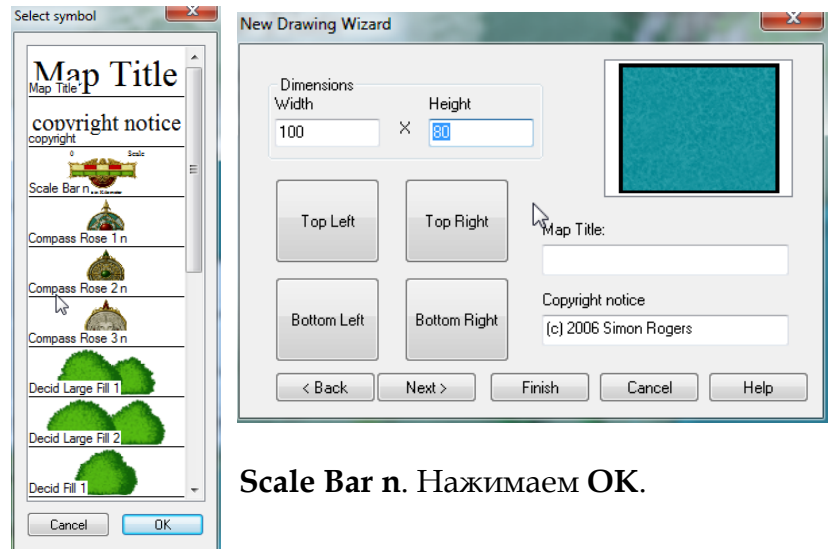 Select symbol
Map Title
Map Title
copyright notice
copyright
0 Scale
Scale Bar n
Compass Rose 1 n
Compass Rose 2 n
Compass Rose 3 n
Decid Large Fill 1
Decid Large Fill 2
Decid Fill 1
Cancel OK
New Drawing Wizard
Dimensions
Width Height
100 X 80
Top Left Top Right
Map Title:
Bottom Left Bottom Right
Copyright notice
(c) 2006 Simon Rogers
< Back Next > Finish Cancel Help
Scale Bar n. Нажимаем OK.